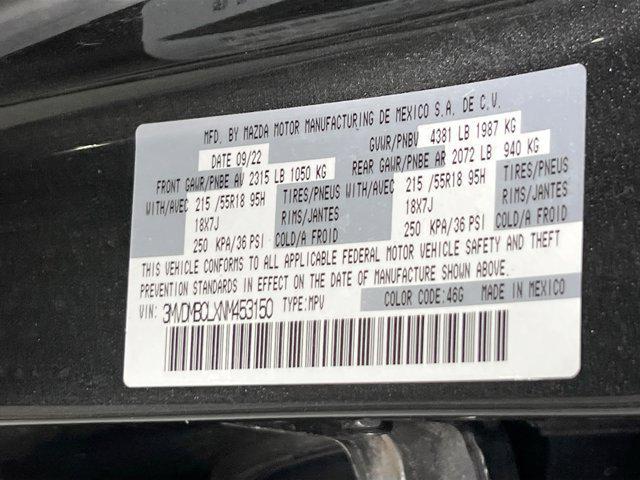 MFD. BY MAZDA MOTOR MANUFACTURING DE MEXICO S.A. DE C.V.
DATE 09/22 GVWR/PNBV 4381 LB 1987 KG
FRONT GAWR/PNBE AV 2315 LB 1050 KG REAR GAWR/PNBE AR 2072 LB 940 KG
WITH/AVEC 215 /55R18 95H TIRES/PNEUS WITH/AVEC 215 /55R18 95H TIRES/PNEUS
18X7J RIMS/JANTES 18X7J RIMS/JANTES
250 KPA/36 PSI COLD/A FROID 250 KPA/36 PSI COLD/A FROID
THIS VEHICLE CONFORMS TO ALL APPLICABLE FEDERAL MOTOR VEHICLE SAFETY AND THEFT
PREVENTION STANDARDS IN EFFECT ON THE DATE OF MANUFACTURE SHOWN ABOVE.
VIN: 3MVDMBCLXNM453150 TYPE:MPV COLOR CODE:46G MADE IN MEXICO